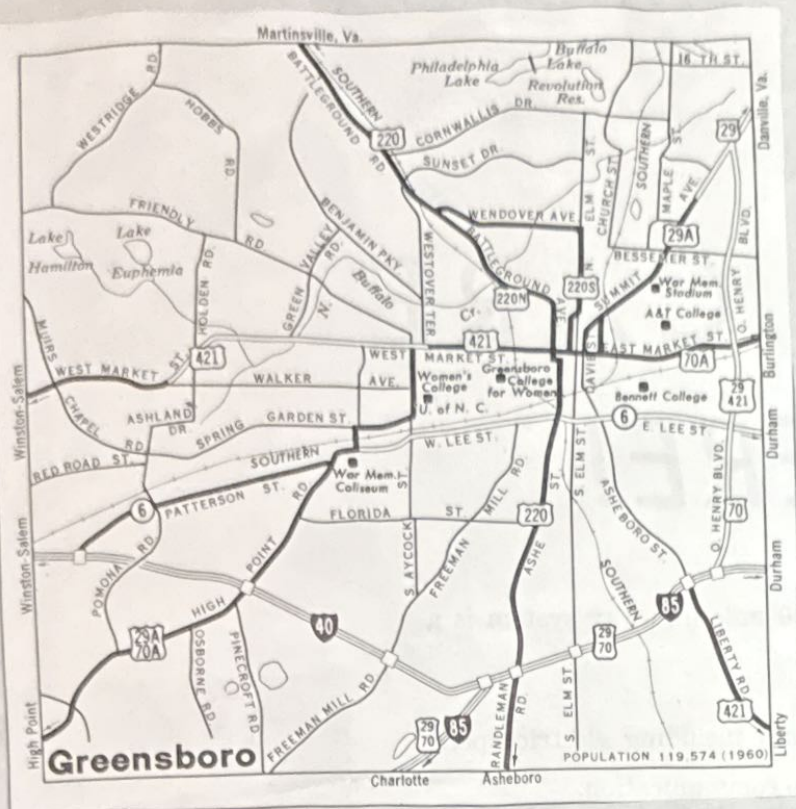 Martinsville, Va.
SOUTHERN
BATTLEGROUND RD.
220
Philadelphia
Lake
Buffalo
Lake
Revolution
Res.
16 TH ST.
WESTRIDGE RD.
HOBBS RD.
CORNWALLIS DR.
SUNSET DR.
ELM ST.
CHURCH ST.
SOUTHERN
MAPLE ST.
29
Danville, Va.
FRIENDLY RD
BENJAMIN PKY
WENDOVER AVE.
29A
BESSEMER ST.
Lake
Hamilton
Lake
Euphemia
HOLDEN RD.
GREEN VALLEY RD.
N. Buffalo
Cr.
WESTOVER TER
BATTLEGROUND AVE
220N
220S
N.
SUMMIT AVE
War Mem.
Stadium
A&T College
O. HENRY BLVD.
MUIRS CHAPEL RD
421
421
WEST MARKET ST.
WEST MARKET ST.
DAVIE ST.
EAST MARKET ST.
70A
Burlington
Winston-Salem
WALKER AVE.
Women's
College
U. of N. C.
Greensboro
College
for Women
Bennett College
29
421
ASHLAND DR.
SPRING GARDEN ST.
6
W. LEE ST.
E. LEE ST.
Durham
RED ROAD ST.
SOUTHERN
War Mem.
Coliseum
S. ELM ST.
6
PATTERSON ST.
FLORIDA ST.
FREEMAN MILL RD.
220
ASHE ST.
ASHEBORO ST.
O HENRY BLVD.
70
Winston-Salem
POMONA RD
HIGH POINT RD.
S AYCOCK ST
SOUTHERN
85
Durham
40
29A
70A
OSBORNE RD.
PINECROFT RD.
29
70
LIBERTY RD.
421
FREEMAN MILL RD
29
70
85
RANDLEMAN RD.
S. ELM ST
High Point
Greensboro
POPULATION 119,574 (1960)
Liberty
Charlotte
Asheboro